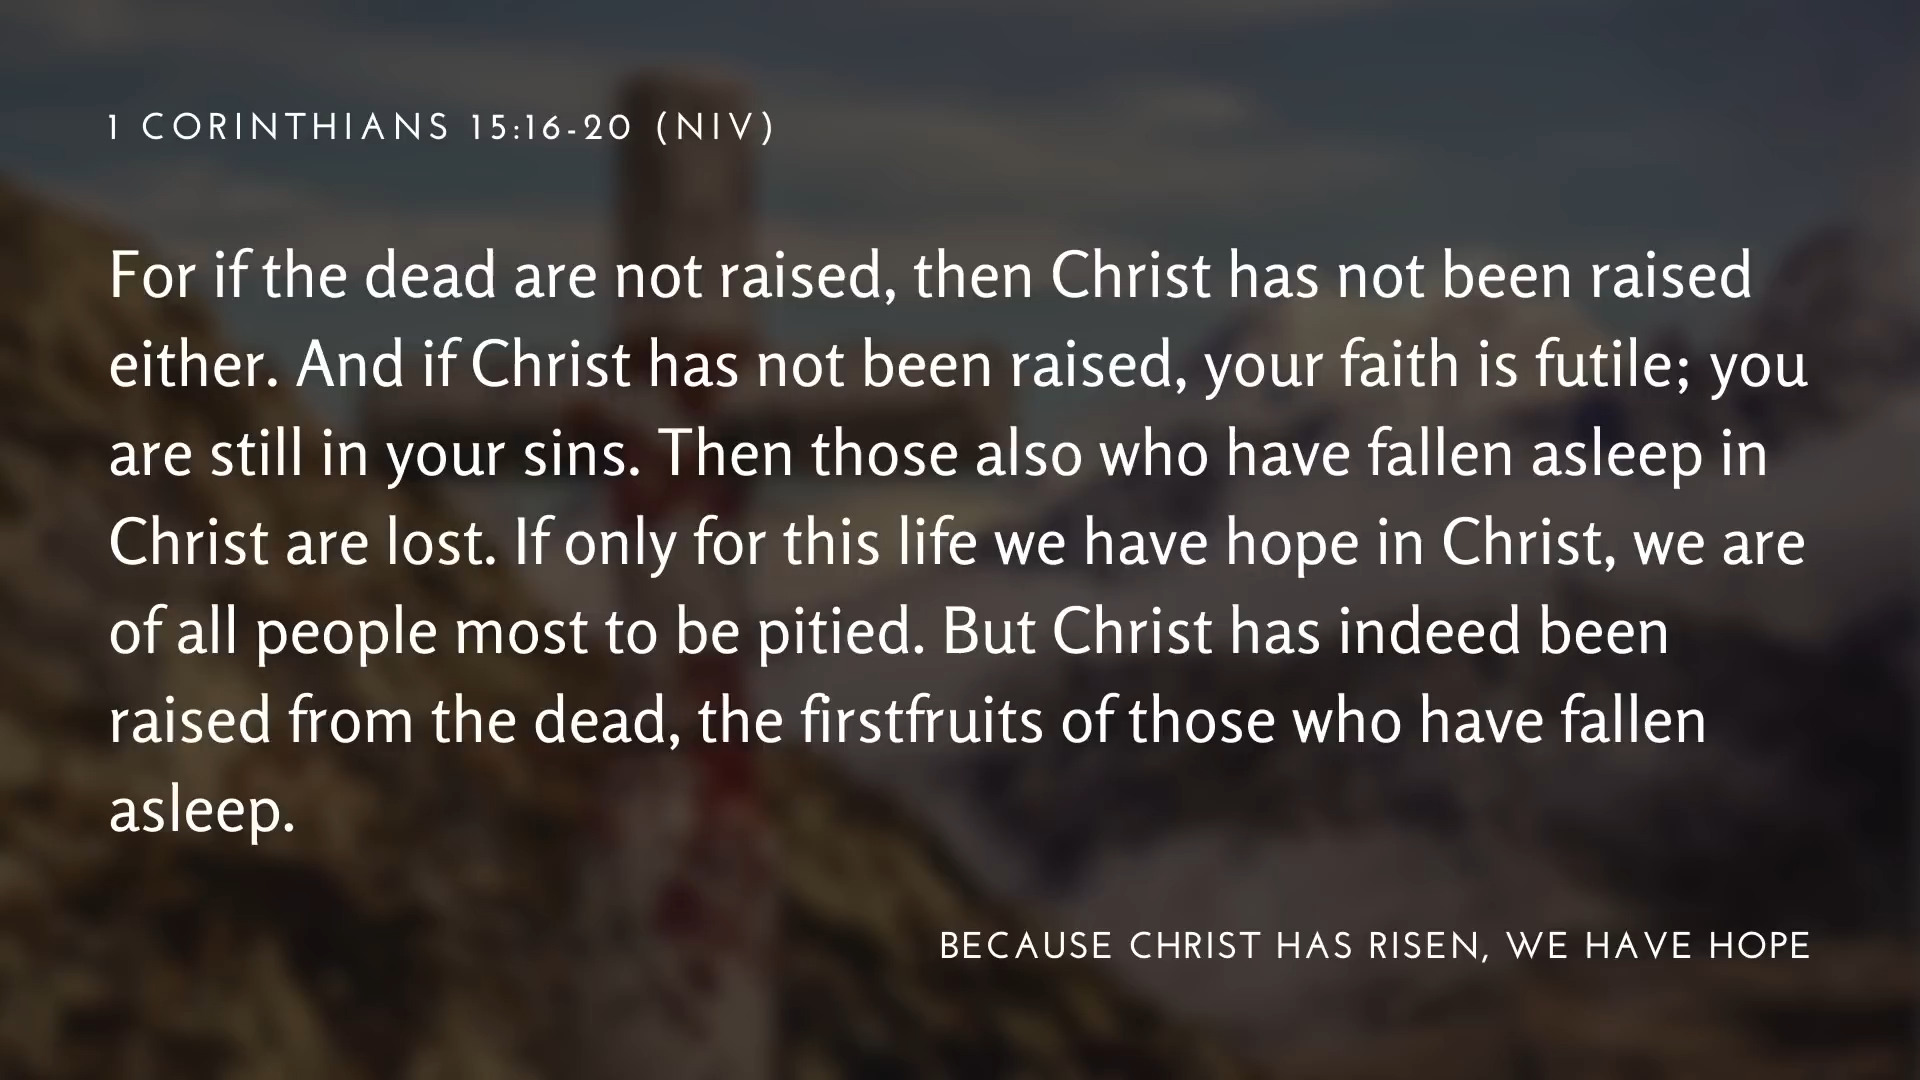 1 CORINTHIANS 15:16-20 (NIV)
For if the dead are not raised, then Christ has not been raised
either. And if Christ has not been raised, your faith is futile; you
are still in your sins. Then those also who have fallen asleep in
Christ are lost. If only for this life we have hope in Christ, we are
of all people most to be pitied. But Christ has indeed been
raised from the dead, the firstfruits of those who have fallen
asleep.
BECAUSE CHRIST HAS RISEN, WE HAVE HOPE